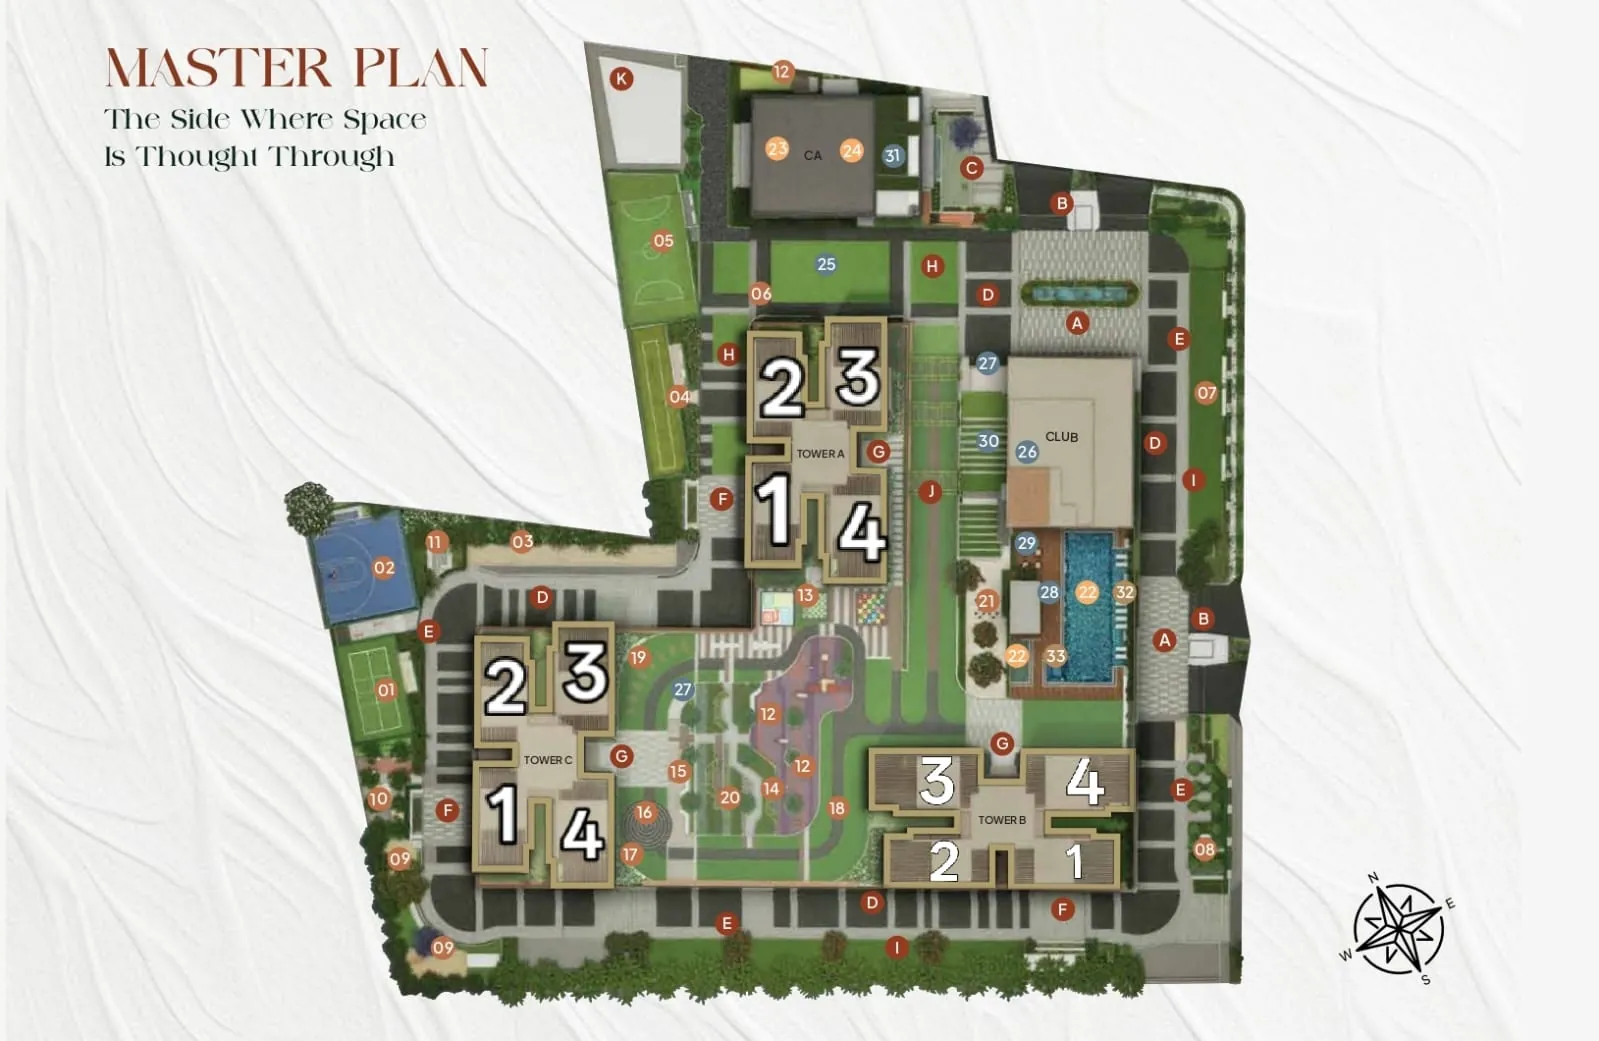 MASTER PLAN
The Side Where Space
Is Thought Through
K
12
23
CA
24
31
C
B
05
25
H
06
D
A
E
H
2
3
27
07
04
CLUB
30
26
D
TOWER A
G
I
F
1
4
J
11
03
29
02
D
13
21
28
22
32
B
E
A
2
3
19
22
33
01
27
12
G
TOWER C
G
15
12
3
4
E
10
F
14
20
1
4
16
18
TOWER B
09
17
2
1
08
D
F
E
09
I
N
E
W
S